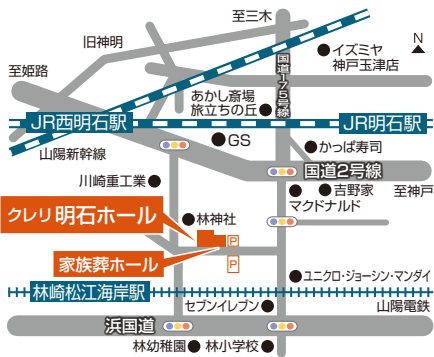 至三木
旧神明
イズミヤ
神戸玉津店
N
至姫路
国道175号線
あかし斎場
旅立ちの丘
JR西明石駅
JR明石駅
GS
かっぱ寿司
山陽新幹線
国道2号線
川崎重工業
吉野家
至神戸
マクドナルド
クレリ 明石ホール
林神社
P
家族葬ホール
P
ユニクロ・ジョーシン・マンダイ
林崎松江海岸駅
セブンイレブン
山陽電鉄
浜国道
林幼稚園
林小学校